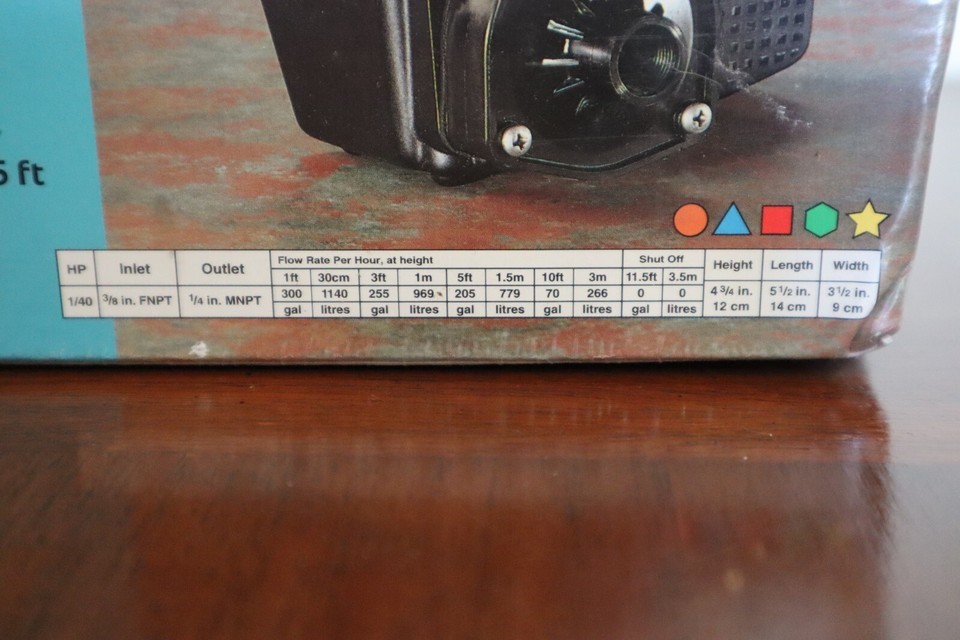 5 ft
HP Inlet Outlet Flow Rate Per Hour, at height Shut Off Height Length Width
1ft 30cm 3ft 1m 5ft 1.5m 10ft 3m 11.5ft 3.5m
1/40 3/8 in. FNPT 1/4 in. MNPT 300 1140 255 969 205 779 70 266 0 0 4 3/4 in. 5 1/2 in. 3 1/2 in.
gal litres gal litres gal litres gal litres gal litres 12 cm 14 cm 9 cm